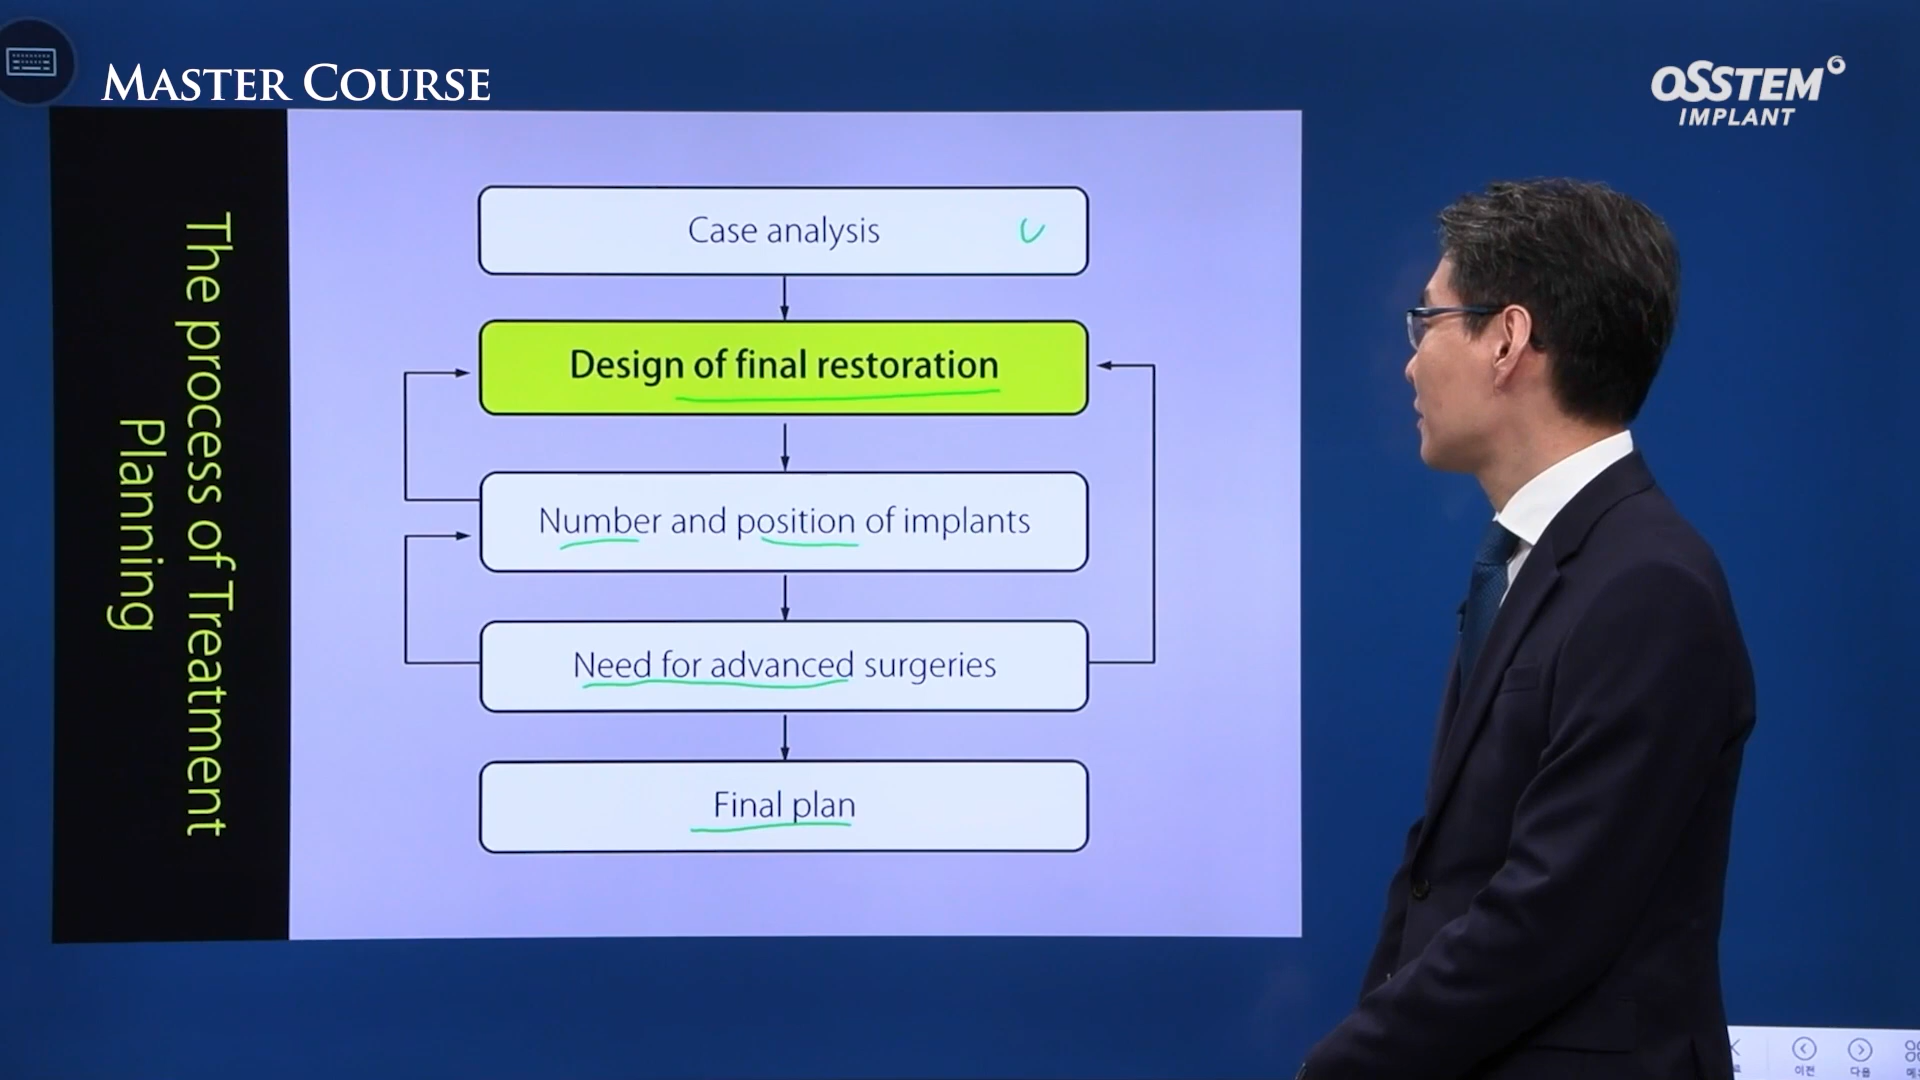 MASTER COURSE
OSSTEM
IMPLANT
The process of Treatment
Planning
Case analysis
Design of final restoration
Number and position of implants
Need for advanced surgeries
Final plan
이전
다음